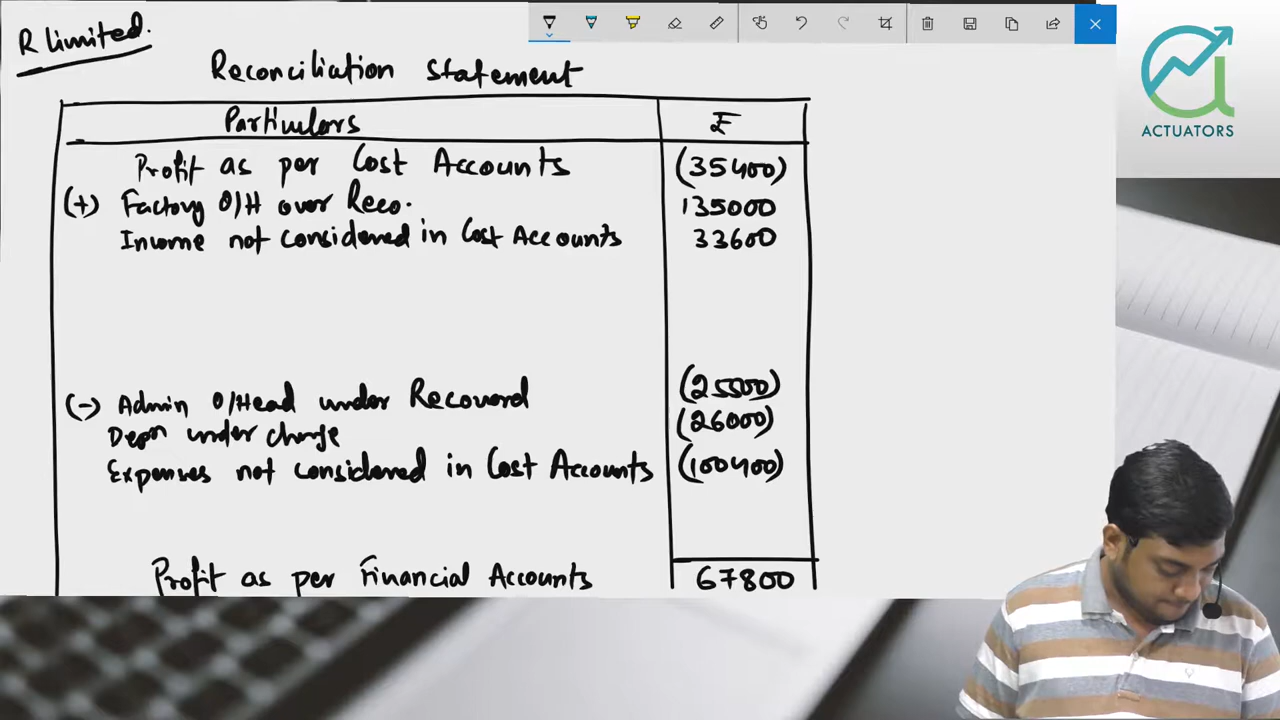 R limited.
Reconciliation Statement
Particulars ₹
Profit as per Cost Accounts (35400)
(+) Factory O/H over Reco. 135000
Income not considered in Cost Accounts 33600
(-) Admin O/Head under Recovered (25500)
Depn under charge (26000)
Expenses not considered in Cost Accounts (100400)
Profit as per Financial Accounts 67800
ACTUATORS